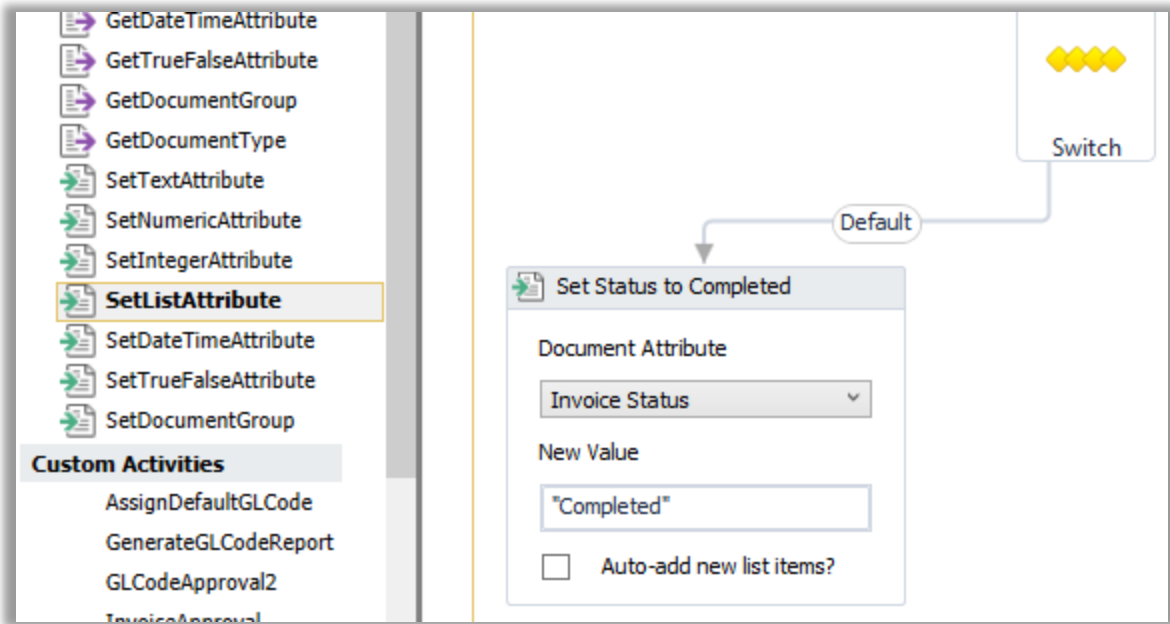 GetDateTimeAttribute
GetTrueFalseAttribute
GetDocumentGroup
GetDocumentType
SetTextAttribute
SetNumericAttribute
SetIntegerAttribute
SetListAttribute
SetDateTimeAttribute
SetTrueFalseAttribute
SetDocumentGroup
Custom Activities
AssignDefaultGLCode
GenerateGLCodeReport
GLCodeApproval2
InvoiceApproval
Switch
Default
Set Status to Completed
Document Attribute
Invoice Status
New Value
"Completed"
Auto-add new list items?